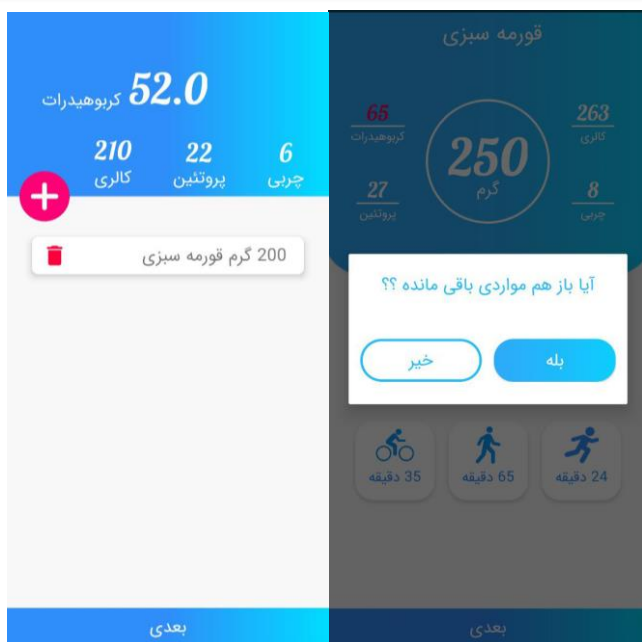 52.0 کربوهیدرات
6 22 210
چربی پروتئین کالری
+
200 گرم قورمه سبزی
بعدی
قورمه سبزی
263
کالری
65
کربوهیدرات
250
گرم
8
چربی
27
پروتئین
آیا باز هم مواردی باقی مانده ؟؟
بله خیر
24 دقیقه 65 دقیقه 35 دقیقه
بعدی